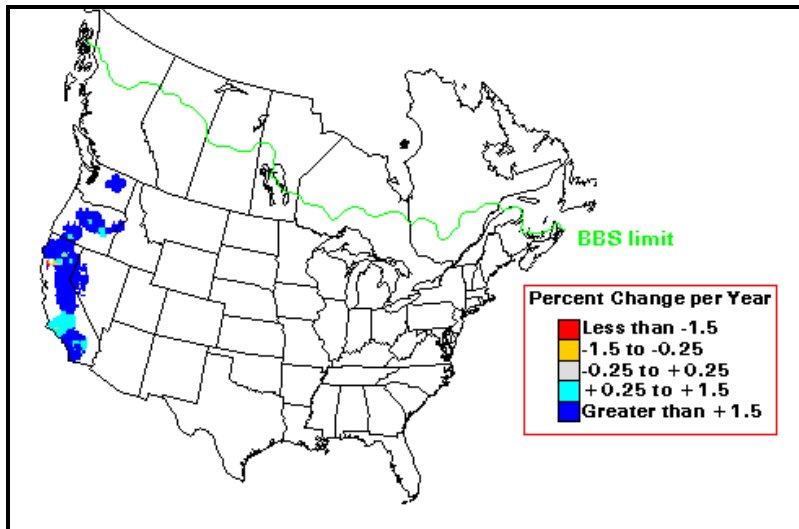 BBS limit
Percent Change per Year
Less than -1.5
-1.5 to -0.25
-0.25 to +0.25
+0.25 to +1.5
Greater than +1.5